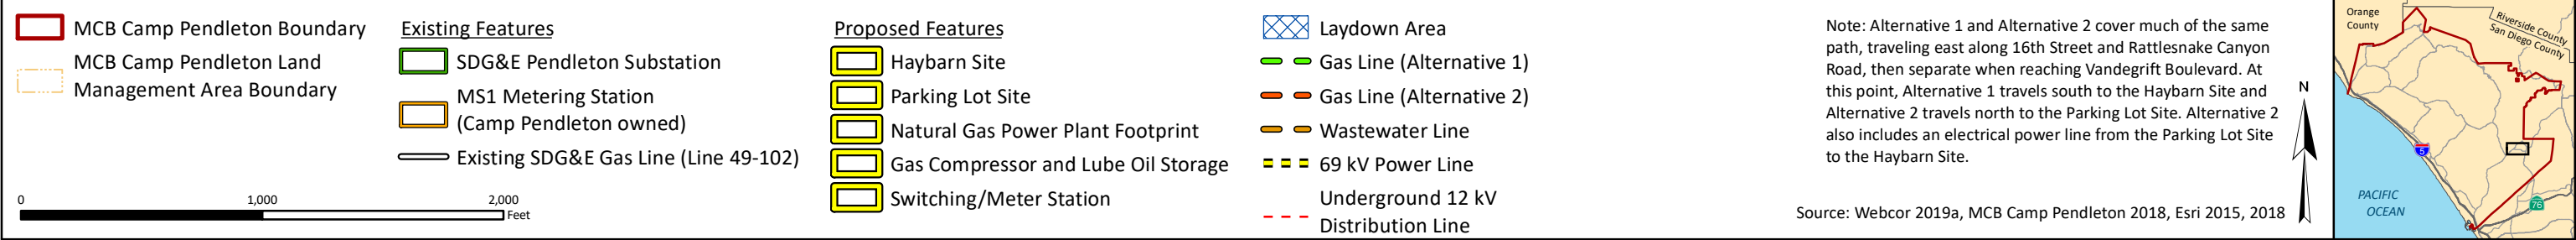 MCB Camp Pendleton Boundary
MCB Camp Pendleton Land
Management Area Boundary
0 1,000 2,000
Feet
Existing Features
SDG&E Pendleton Substation
MS1 Metering Station
(Camp Pendleton owned)
Existing SDG&E Gas Line (Line 49-102)
Proposed Features
Haybarn Site
Parking Lot Site
Natural Gas Power Plant Footprint
Gas Compressor and Lube Oil Storage
Switching/Meter Station
Laydown Area
Gas Line (Alternative 1)
Gas Line (Alternative 2)
Wastewater Line
69 kV Power Line
Underground 12 kV
Distribution Line
Note: Alternative 1 and Alternative 2 cover much of the same
path, traveling east along 16th Street and Rattlesnake Canyon
Road, then separate when reaching Vandegrift Boulevard. At
this point, Alternative 1 travels south to the Haybarn Site and
Alternative 2 travels north to the Parking Lot Site. Alternative 2
also includes an electrical power line from the Parking Lot Site
to the Haybarn Site.
Source: Webcor 2019a, MCB Camp Pendleton 2018, Esri 2015, 2018
N
Orange
County
Riverside County
San Diego County
5
76
PACIFIC
OCEAN